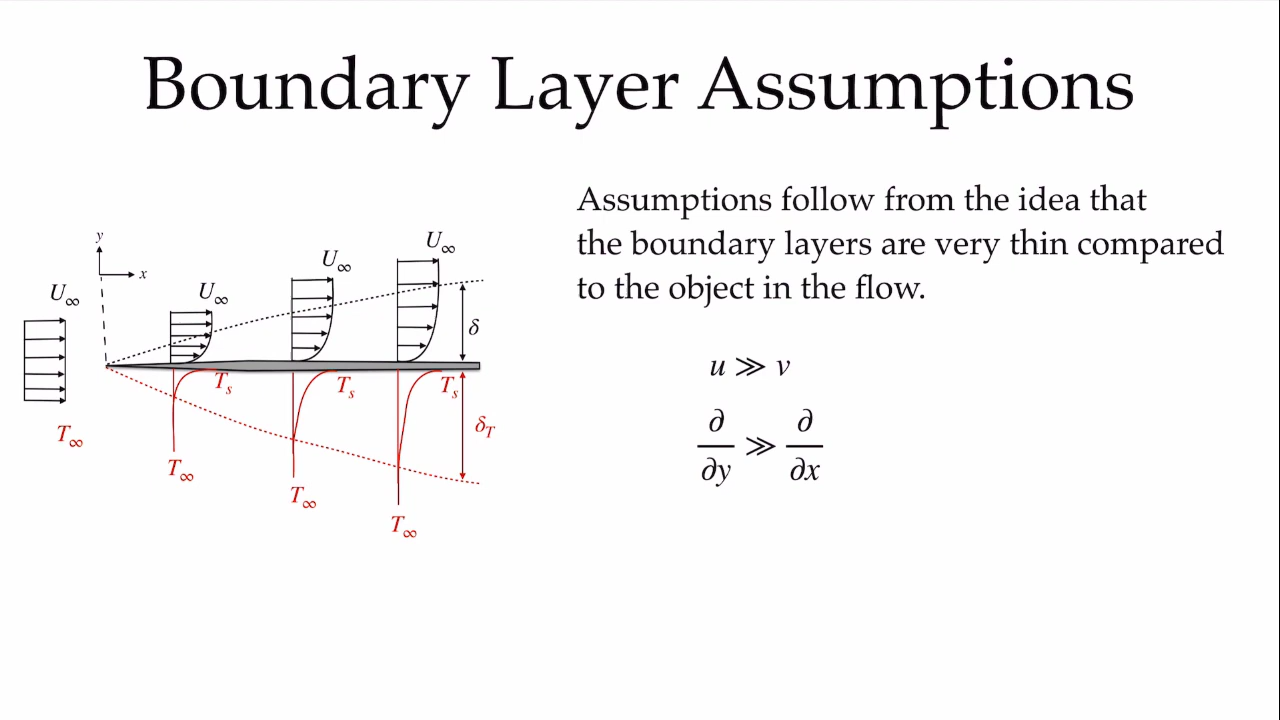 Boundary Layer Assumptions
Assumptions follow from the idea that
the boundary layers are very thin compared
to the object in the flow.
u ≫ v
∂/∂y ≫ ∂/∂x
y
x
U∞
U∞
U∞
U∞
δ
T∞
Ts
Ts
Ts
δT
T∞
T∞
T∞